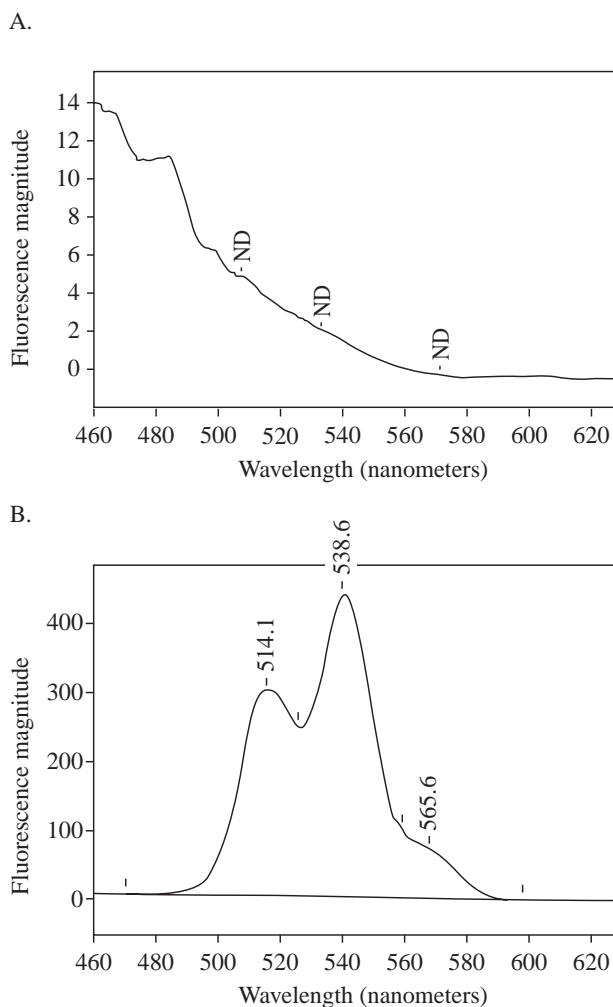 A.
Fluorescence magnitude
14
12
10
8
6
4
2
0
ND
ND
ND
460 480 500 520 540 560 580 600 620
Wavelength (nanometers)
B.
Fluorescence magnitude
400
300
200
100
0
514.1
538.6
565.6
460 480 500 520 540 560 580 600 620
Wavelength (nanometers)